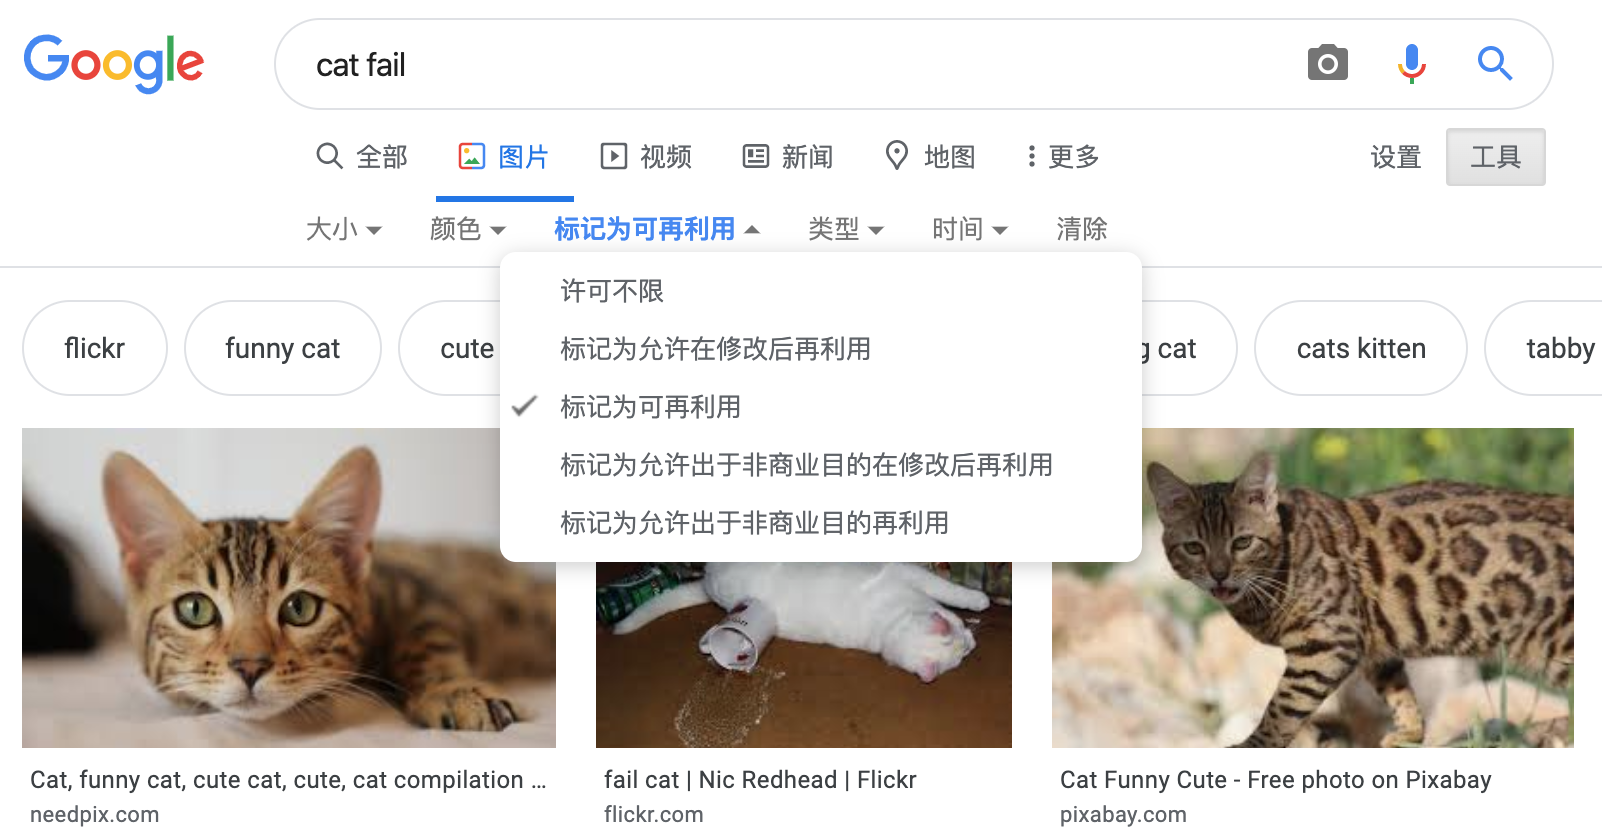 Google
cat fail
全部 图片 视频 新闻 地图 更多 设置 工具
大小 颜色 标记为可再利用 类型 时间 清除
许可不限
标记为允许在修改后再利用
标记为可再利用
标记为允许出于非商业目的在修改后再利用
标记为允许出于非商业目的再利用
flickr funny cat cute cat cats kitten tabby
Cat, funny cat, cute cat, cute, cat compilation ...
needpix.com
fail cat | Nic Redhead | Flickr
flickr.com
Cat Funny Cute - Free photo on Pixabay
pixabay.com